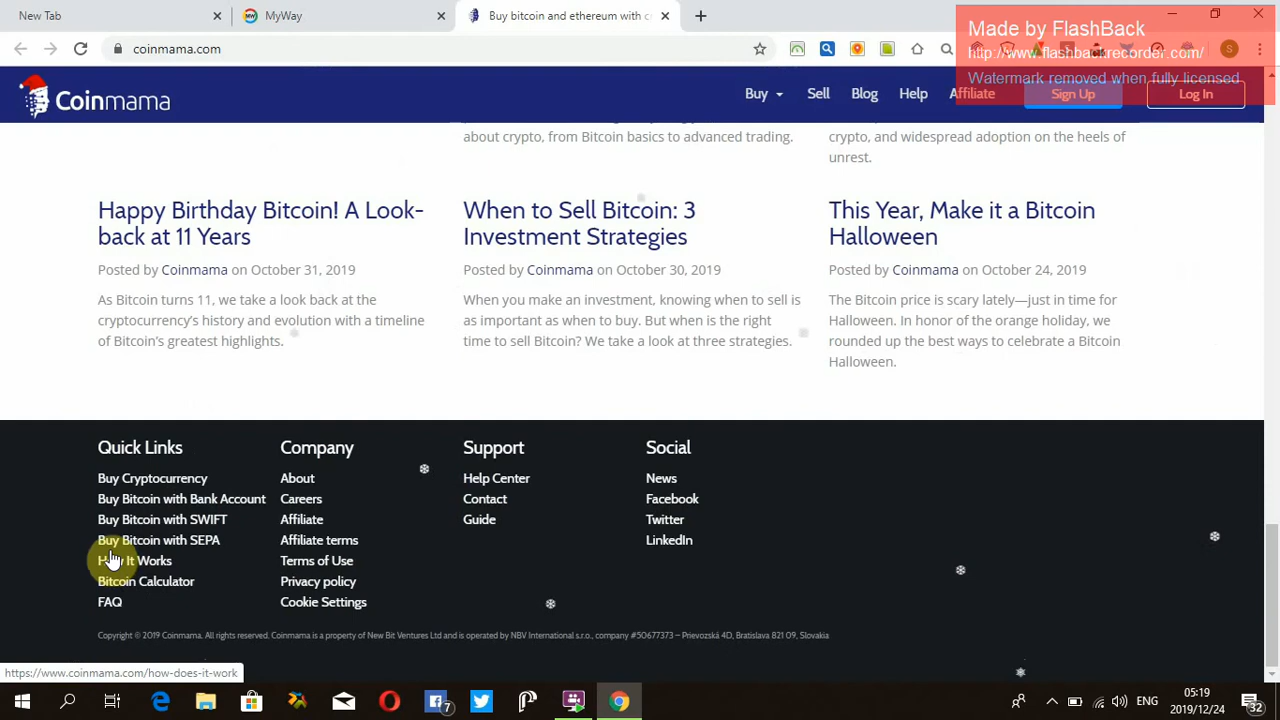 New Tab
MyWay
Buy bitcoin and ethereum with c
Made by FlashBack
http://www.flashbackrecorder.com/
Watermark removed when fully licensed
coinmama.com
S
Coinmama
Buy
Sell
Blog
Help
Affiliate
Sign Up
Log In
about crypto, from Bitcoin basics to advanced trading.
crypto, and widespread adoption on the heels of
unrest.
Happy Birthday Bitcoin! A Look-
back at 11 Years
Posted by Coinmama on October 31, 2019
As Bitcoin turns 11, we take a look back at the
cryptocurrency's history and evolution with a timeline
of Bitcoin's greatest highlights.
When to Sell Bitcoin: 3
Investment Strategies
Posted by Coinmama on October 30, 2019
When you make an investment, knowing when to sell is
as important as when to buy. But when is the right
time to sell Bitcoin? We take a look at three strategies.
This Year, Make it a Bitcoin
Halloween
Posted by Coinmama on October 24, 2019
The Bitcoin price is scary lately—just in time for
Halloween. In honor of the orange holiday, we
rounded up the best ways to celebrate a Bitcoin
Halloween.
Quick Links
Buy Cryptocurrency
Buy Bitcoin with Bank Account
Buy Bitcoin with SWIFT
Buy Bitcoin with SEPA
How It Works
Bitcoin Calculator
FAQ
Company
About
Careers
Affiliate
Affiliate terms
Terms of Use
Privacy policy
Cookie Settings
Support
Help Center
Contact
Guide
Social
News
Facebook
Twitter
LinkedIn
Copyright © 2019 Coinmama. All rights reserved. Coinmama is a property of New Bit Ventures Ltd and is operated by NBV International s.r.o., company #50677373 – Prievozská 4D, Bratislava 821 09, Slovakia
https://www.coinmama.com/how-does-it-work
7
ENG
05:19
2019/12/24
32